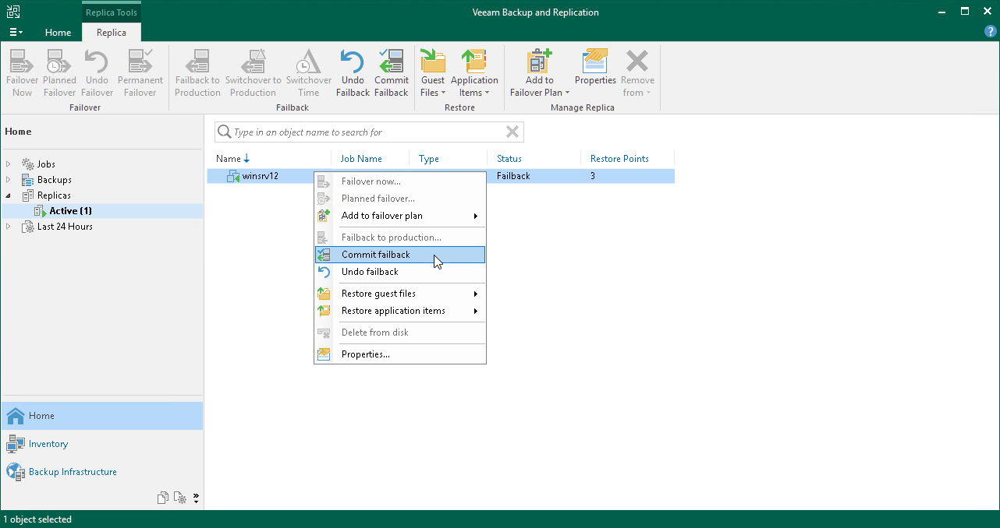 Replica Tools
Veeam Backup and Replication
Home
Replica
?
Failover Now
Planned Failover
Undo Failover
Permanent Failover
Failback to Production
Switchover to Production
Switchover Time
Undo Failback
Commit Failback
Guest Files
Application Items
Add to Failover Plan
Properties
Remove from
Failover
Failback
Restore
Manage Replica
Home
Type in an object name to search for
Jobs
Backups
Replicas
Active (1)
Last 24 Hours
Name
Job Name
Type
Status
Restore Points
winsrv12
Failback
3
Failover now...
Planned failover...
Add to failover plan
Failback to production...
Commit failback
Undo failback
Restore guest files
Restore application items
Delete from disk
Properties...
Home
Inventory
Backup Infrastructure
1 object selected